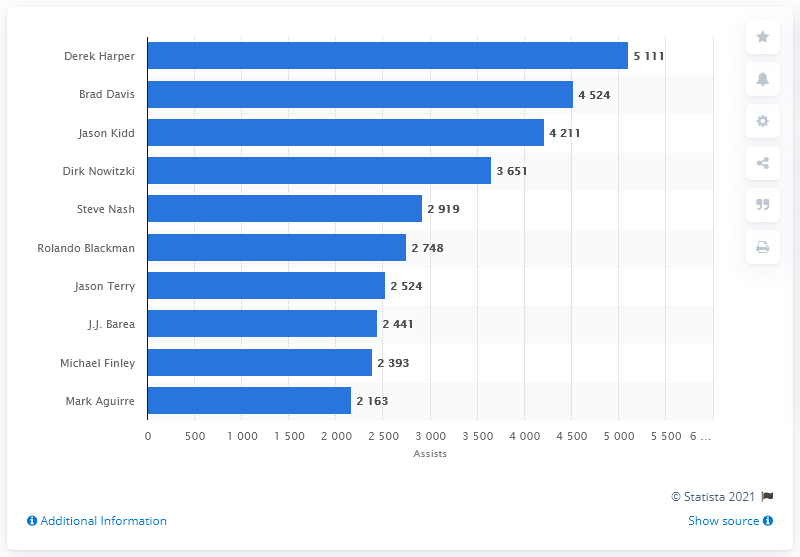 Derek Harper 5 111
Brad Davis 4 524
Jason Kidd 4 211
Dirk Nowitzki 3 651
Steve Nash 2 919
Rolando Blackman 2 748
Jason Terry 2 524
J.J. Barea 2 441
Michael Finley 2 393
Mark Aguirre 2 163
0 500 1 000 1 500 2 000 2 500 3 000 3 500 4 000 4 500 5 000 5 500 6 ...
Assists
© Statista 2021
Additional Information
Show source